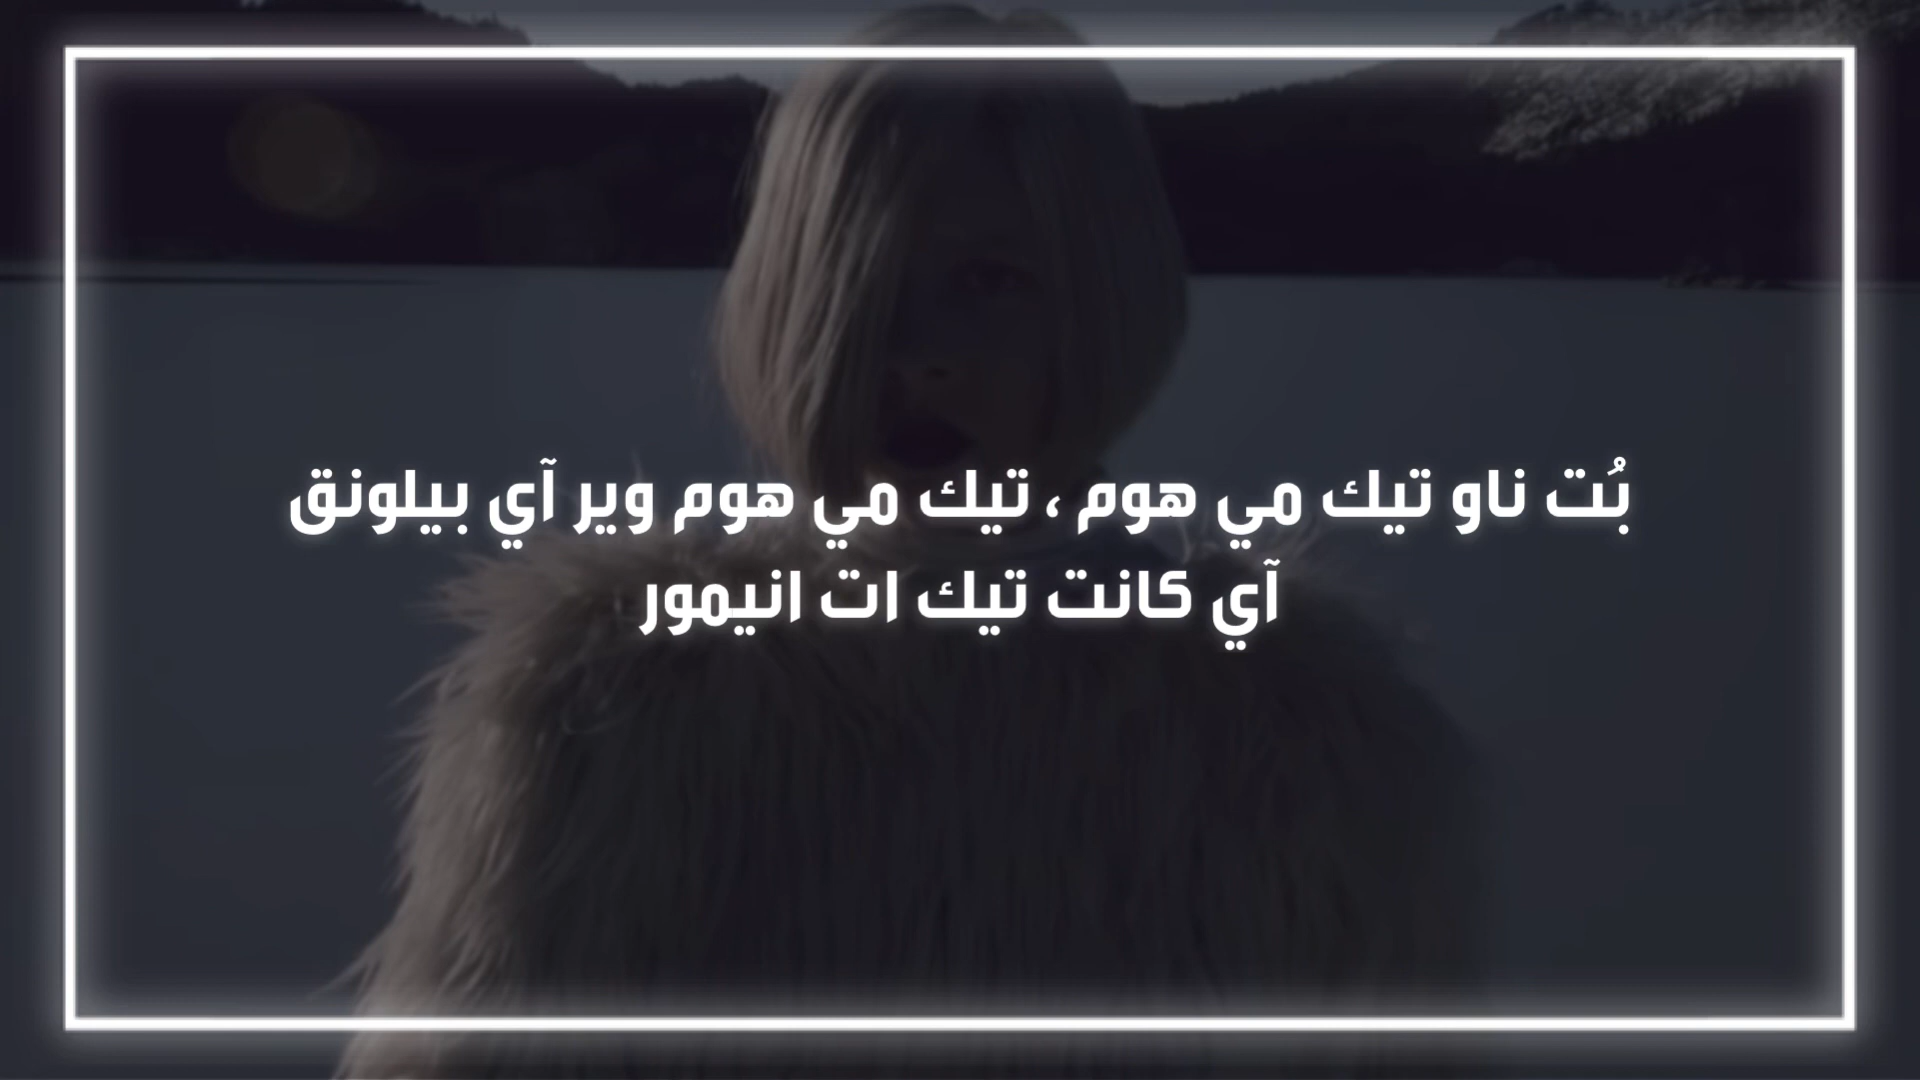 بُت ناو تيك مي هوم ، تيك مي هوم وير آي بيلونق
آي كانت تيك ات انيمور